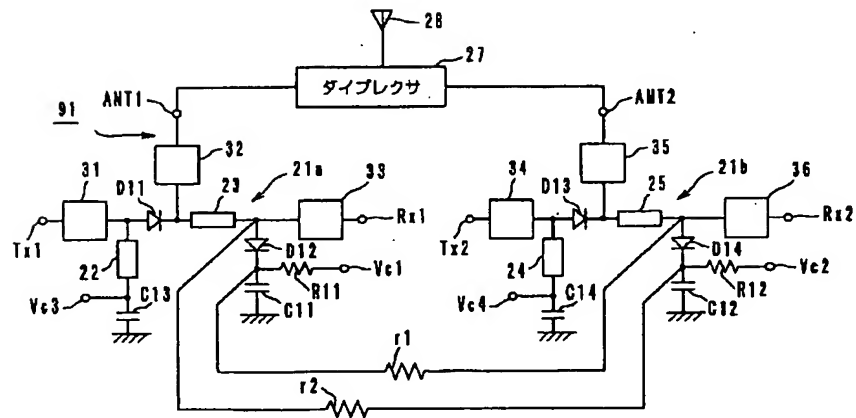 28
27
ダイプレクサ
ANT1
ANT2
91
32
35
31
23
21a
33
34
25
21b
36
D11
D13
Tx1
Rx1
Tx2
Rx2
22
D12
24
D14
Vc3
C13
R11
Vc1
Vc4
C14
R12
Vc2
C11
C12
r1
r2